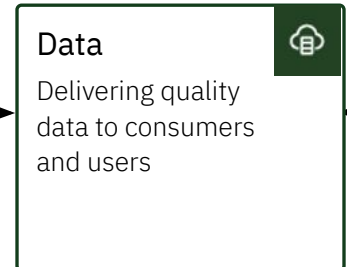 Data
Delivering quality
data to consumers
and users